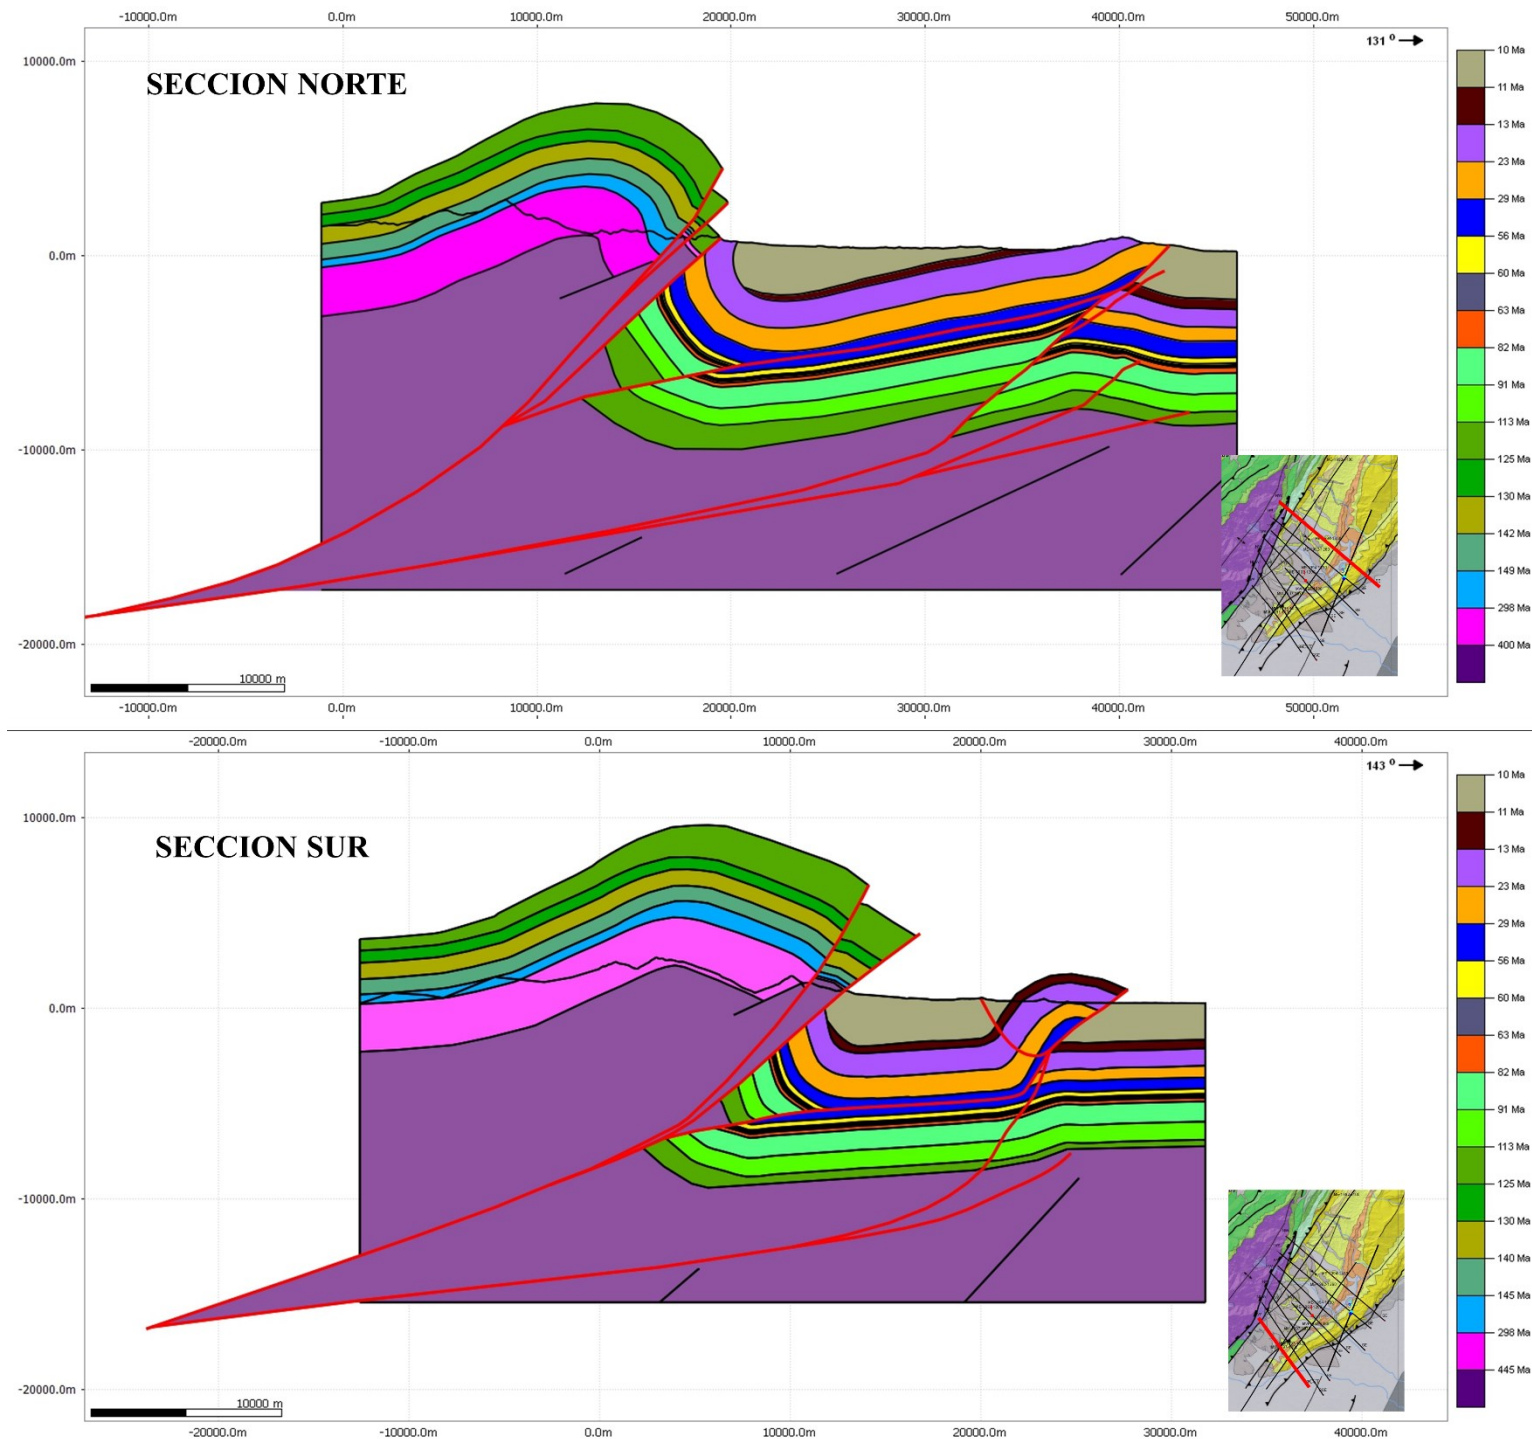 -10000.0m 0.0m 10000.0m 20000.0m 30000.0m 40000.0m 50000.0m
131 °
10 Ma
10000.0m
SECCION NORTE
11 Ma
13 Ma
23 Ma
29 Ma
56 Ma
0.0m
60 Ma
63 Ma
82 Ma
91 Ma
113 Ma
-10000.0m
125 Ma
130 Ma
142 Ma
149 Ma
298 Ma
-20000.0m
400 Ma
10000 m
-10000.0m 0.0m 10000.0m 20000.0m 30000.0m 40000.0m 50000.0m
-20000.0m -10000.0m 0.0m 10000.0m 20000.0m 30000.0m 40000.0m
143 °
10 Ma
10000.0m
SECCION SUR
11 Ma
13 Ma
23 Ma
29 Ma
56 Ma
0.0m
60 Ma
63 Ma
82 Ma
91 Ma
113 Ma
-10000.0m
125 Ma
130 Ma
140 Ma
145 Ma
298 Ma
445 Ma
-20000.0m
10000 m
-20000.0m -10000.0m 0.0m 10000.0m 20000.0m 30000.0m 40000.0m